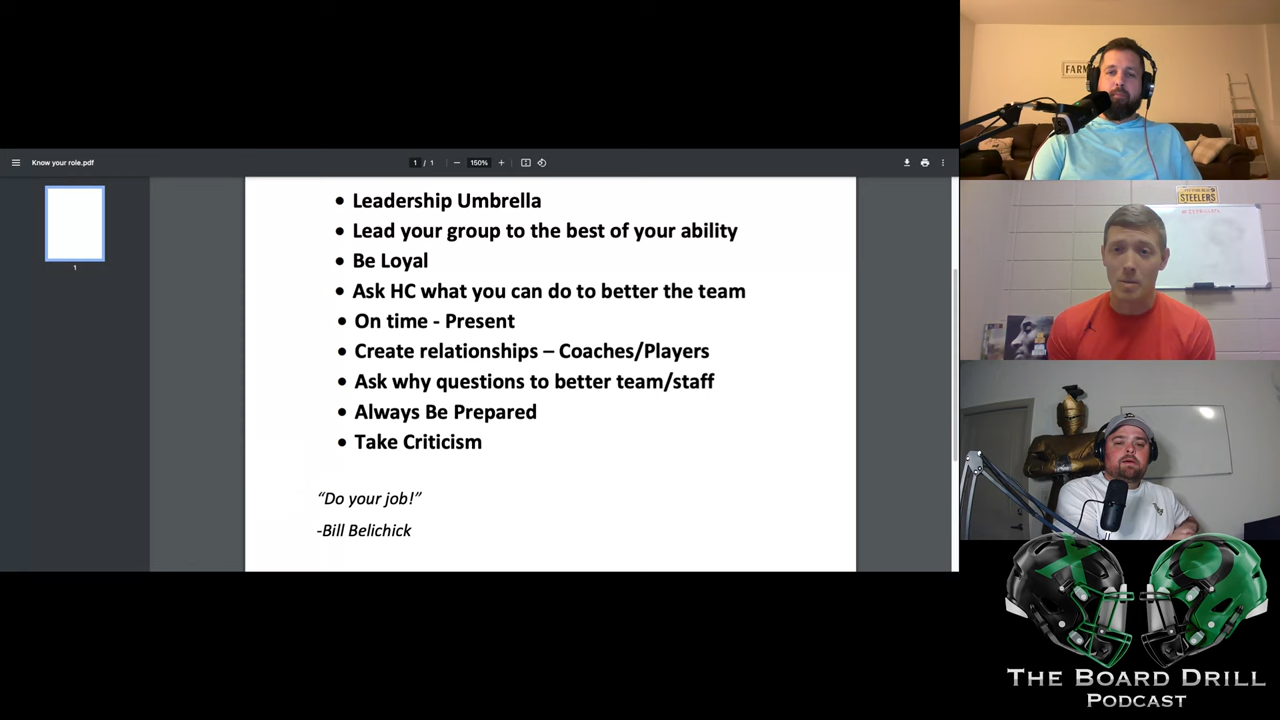 Know your role.pdf
1 / 1
150%
• Leadership Umbrella
• Lead your group to the best of your ability
• Be Loyal
• Ask HC what you can do to better the team
• On time - Present
• Create relationships – Coaches/Players
• Ask why questions to better team/staff
• Always Be Prepared
• Take Criticism
“Do your job!”
-Bill Belichick
1
FARM
STEELERS
THE BOARD DRILL
PODCAST